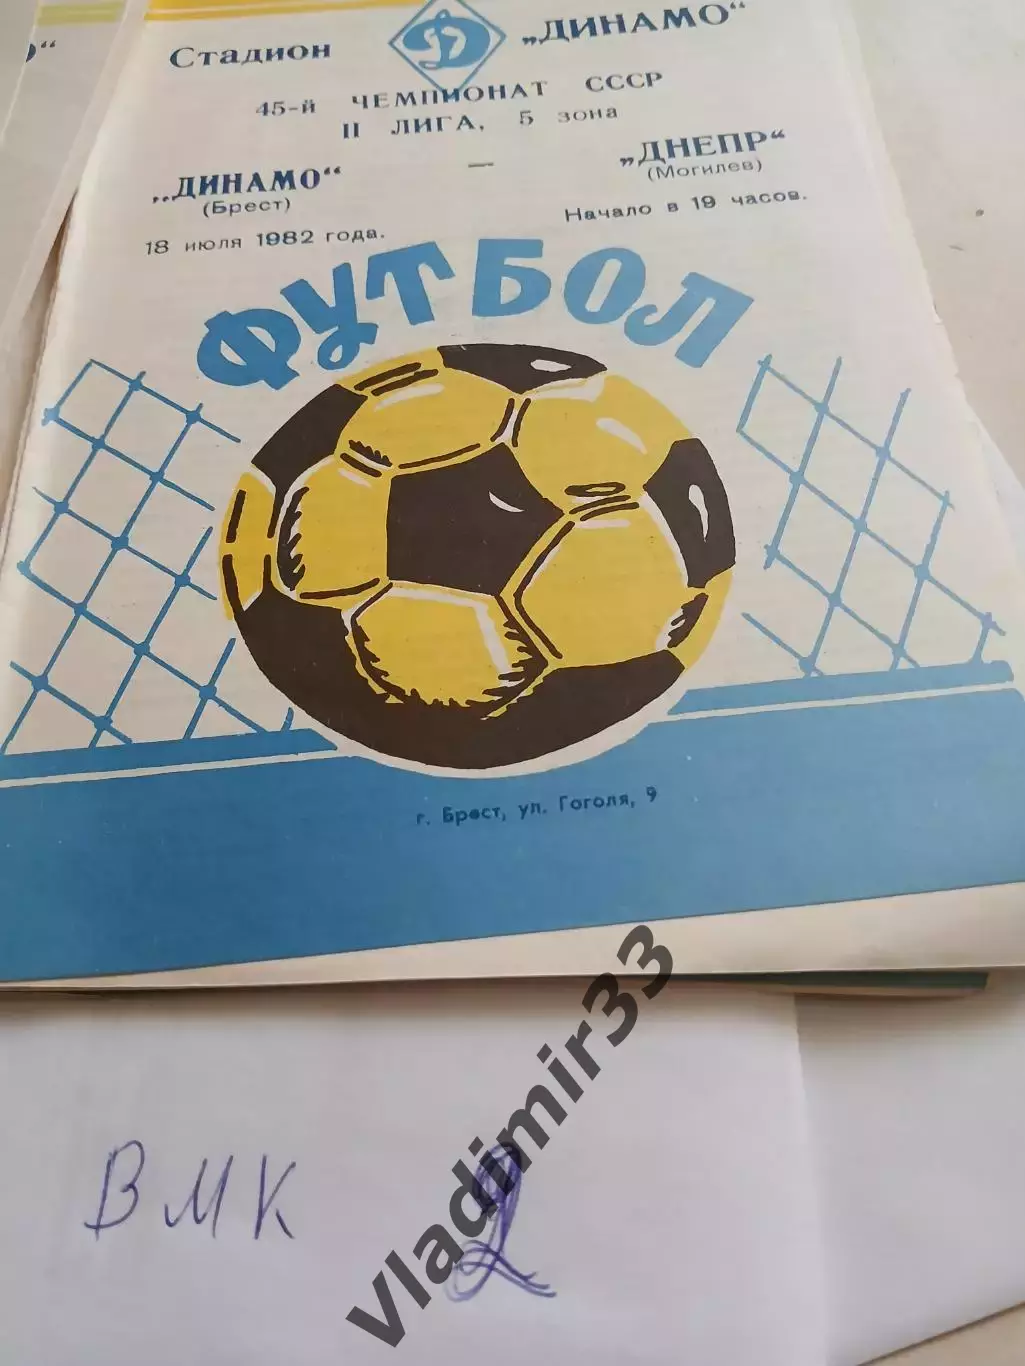 Стадион „ДИНАМО“
45-й ЧЕМПИОНАТ СССР
II ЛИГА, 5 зона
„ДИНАМО“ — „ДНЕПР“
(Брест) (Могилев)
18 июля 1982 года. Начало в 19 часов.
ФУТБОЛ
г. Брест, ул. Гоголя, 9
Vladimir33
ВМК 2